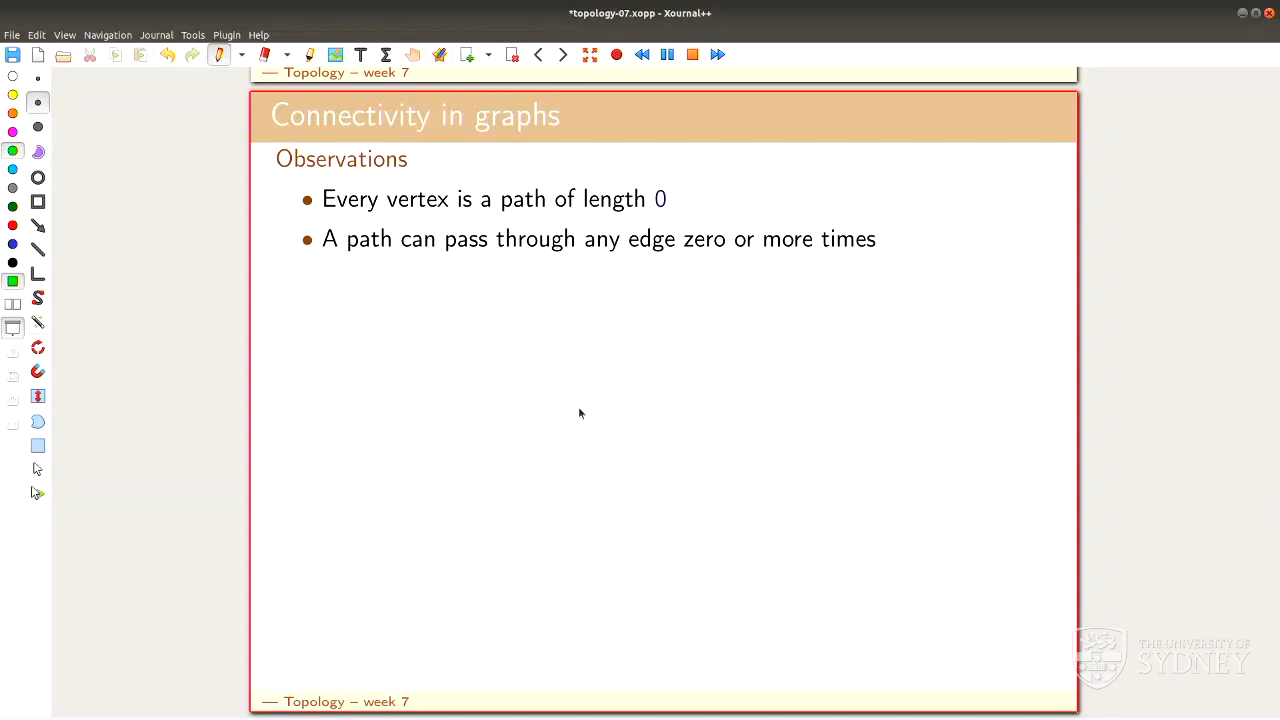 *topology-07.xopp - Xournal++
File Edit View Navigation Journal Tools Plugin Help
— Topology – week 7
Connectivity in graphs
Observations
• Every vertex is a path of length 0
• A path can pass through any edge zero or more times
THE UNIVERSITY OF
SYDNEY
— Topology – week 7